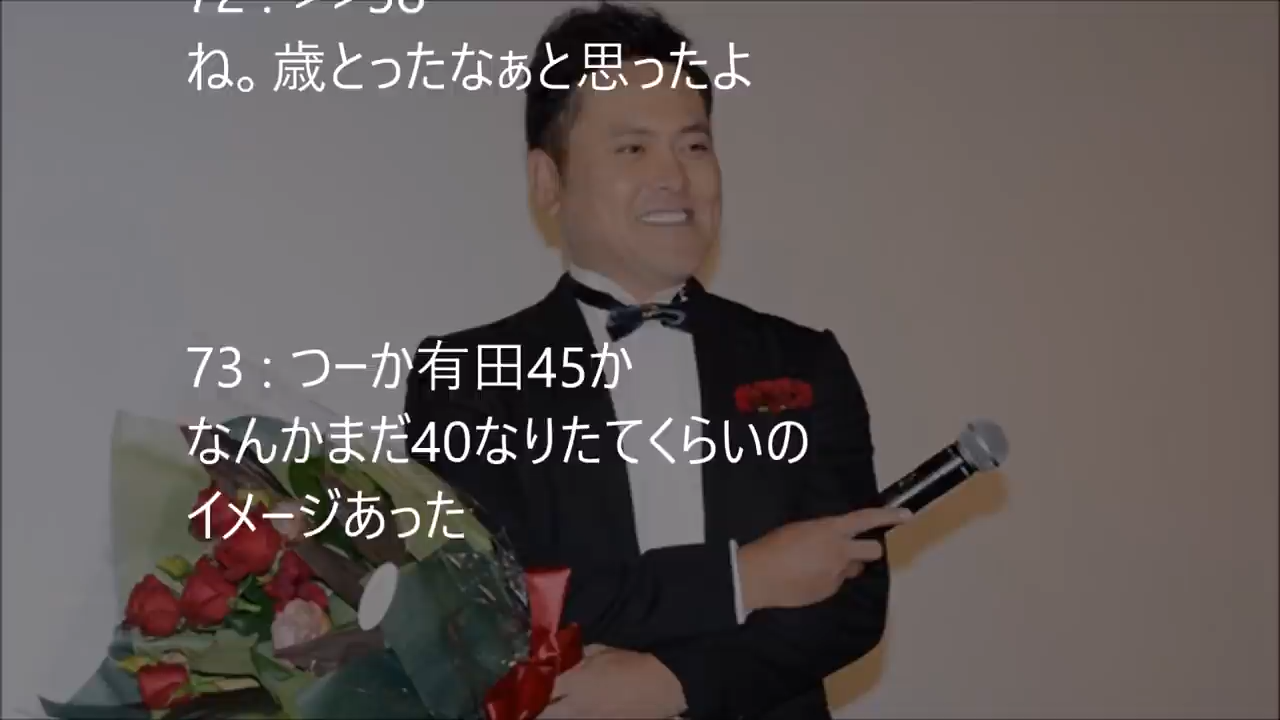 72 : >>56
ね。歳とったなぁと思ったよ
73 : つーか有田45か
なんかまだ40なりたてくらいの
イメージあった